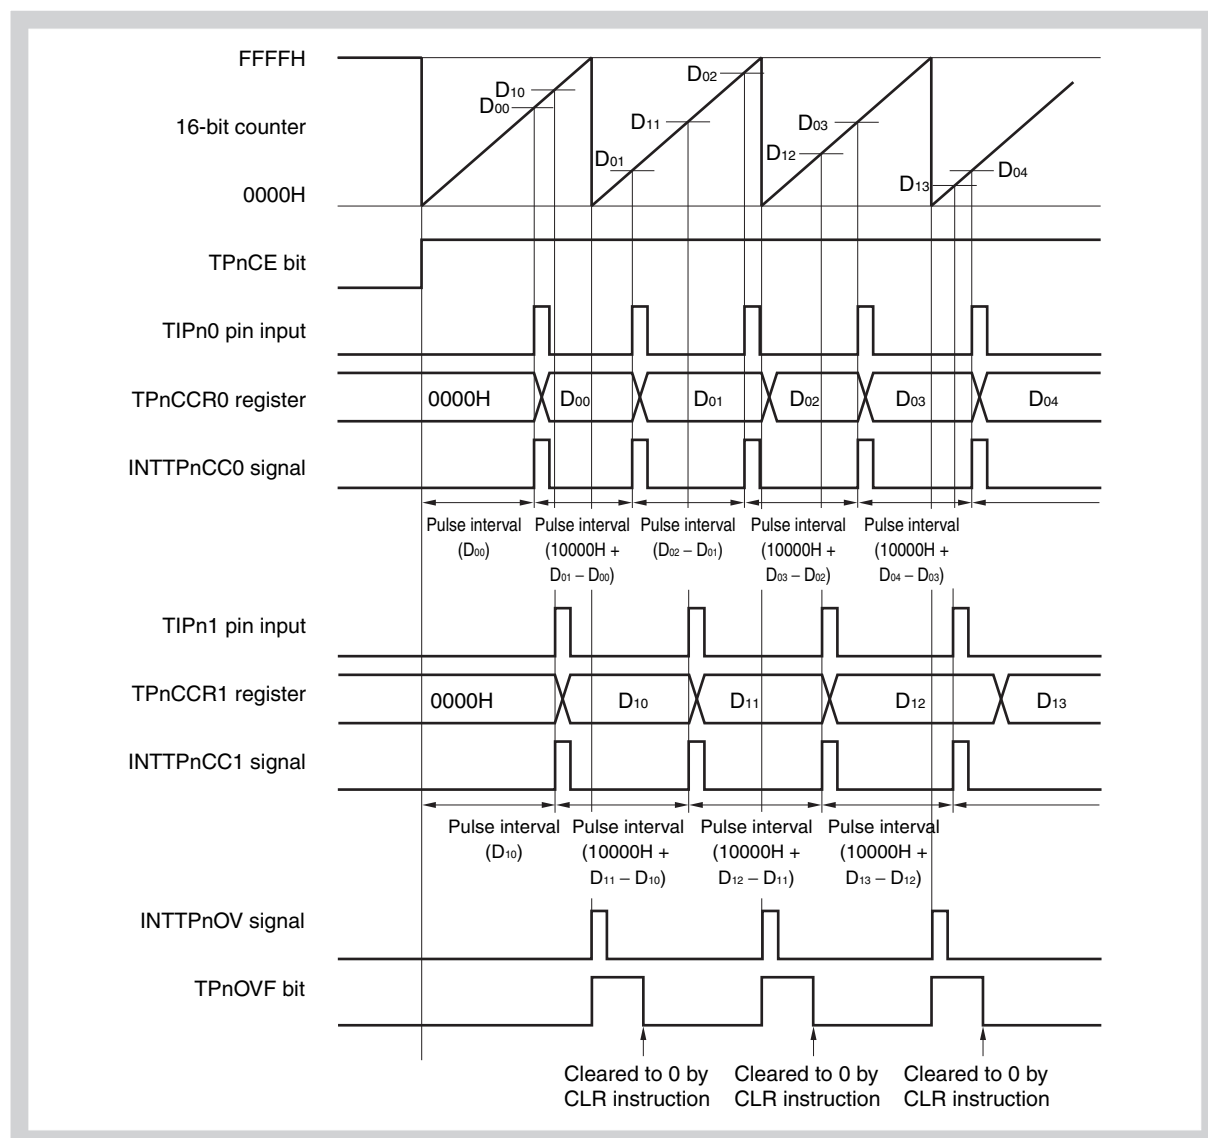 FFFFH
D10
D00
D02
16-bit counter
D11
D03
D01
D12
0000H
D13
D04
TPnCE bit
TIPn0 pin input
TPnCCR0 register
0000H
D00
D01
D02
D03
D04
INTTPnCC0 signal
Pulse interval
(D00)
Pulse interval
(10000H +
D01 – D00)
Pulse interval
(D02 – D01)
Pulse interval
(10000H +
D03 – D02)
Pulse interval
(10000H +
D04 – D03)
TIPn1 pin input
TPnCCR1 register
0000H
D10
D11
D12
D13
INTTPnCC1 signal
Pulse interval
(D10)
Pulse interval
(10000H +
D11 – D10)
Pulse interval
(10000H +
D12 – D11)
Pulse interval
(10000H +
D13 – D12)
INTTPnOV signal
TPnOVF bit
Cleared to 0 by
CLR instruction
Cleared to 0 by
CLR instruction
Cleared to 0 by
CLR instruction